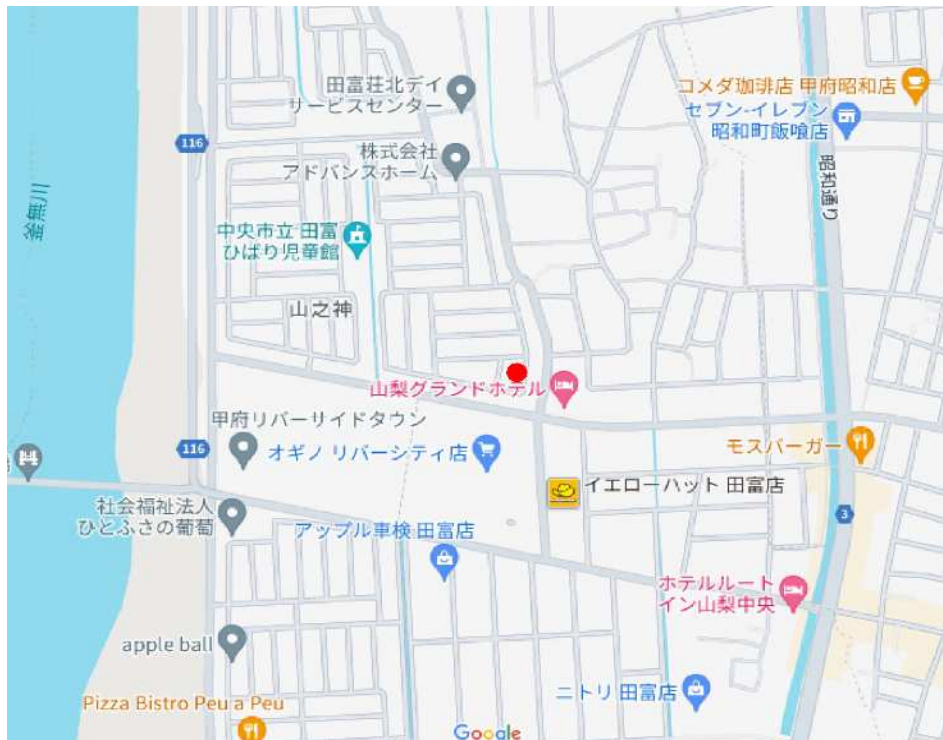 田富荘北デイ
サービスセンター
コメダ珈琲店 甲府昭和店
セブン-イレブン
昭和町飯喰店
116
株式会社
アドバンスホーム
昭和通り
釜無川
中央市立 田富
ひばり児童館
山之神
山梨グランドホテル
甲府リバーサイドタウン
116
オギノ リバーシティ店
モスバーガー
イエローハット 田富店
社会福祉法人
ひとふさの葡萄
3
アップル車検 田富店
ホテルルート
イン山梨中央
apple ball
ニトリ 田富店
Pizza Bistro Peu a Peu
Google